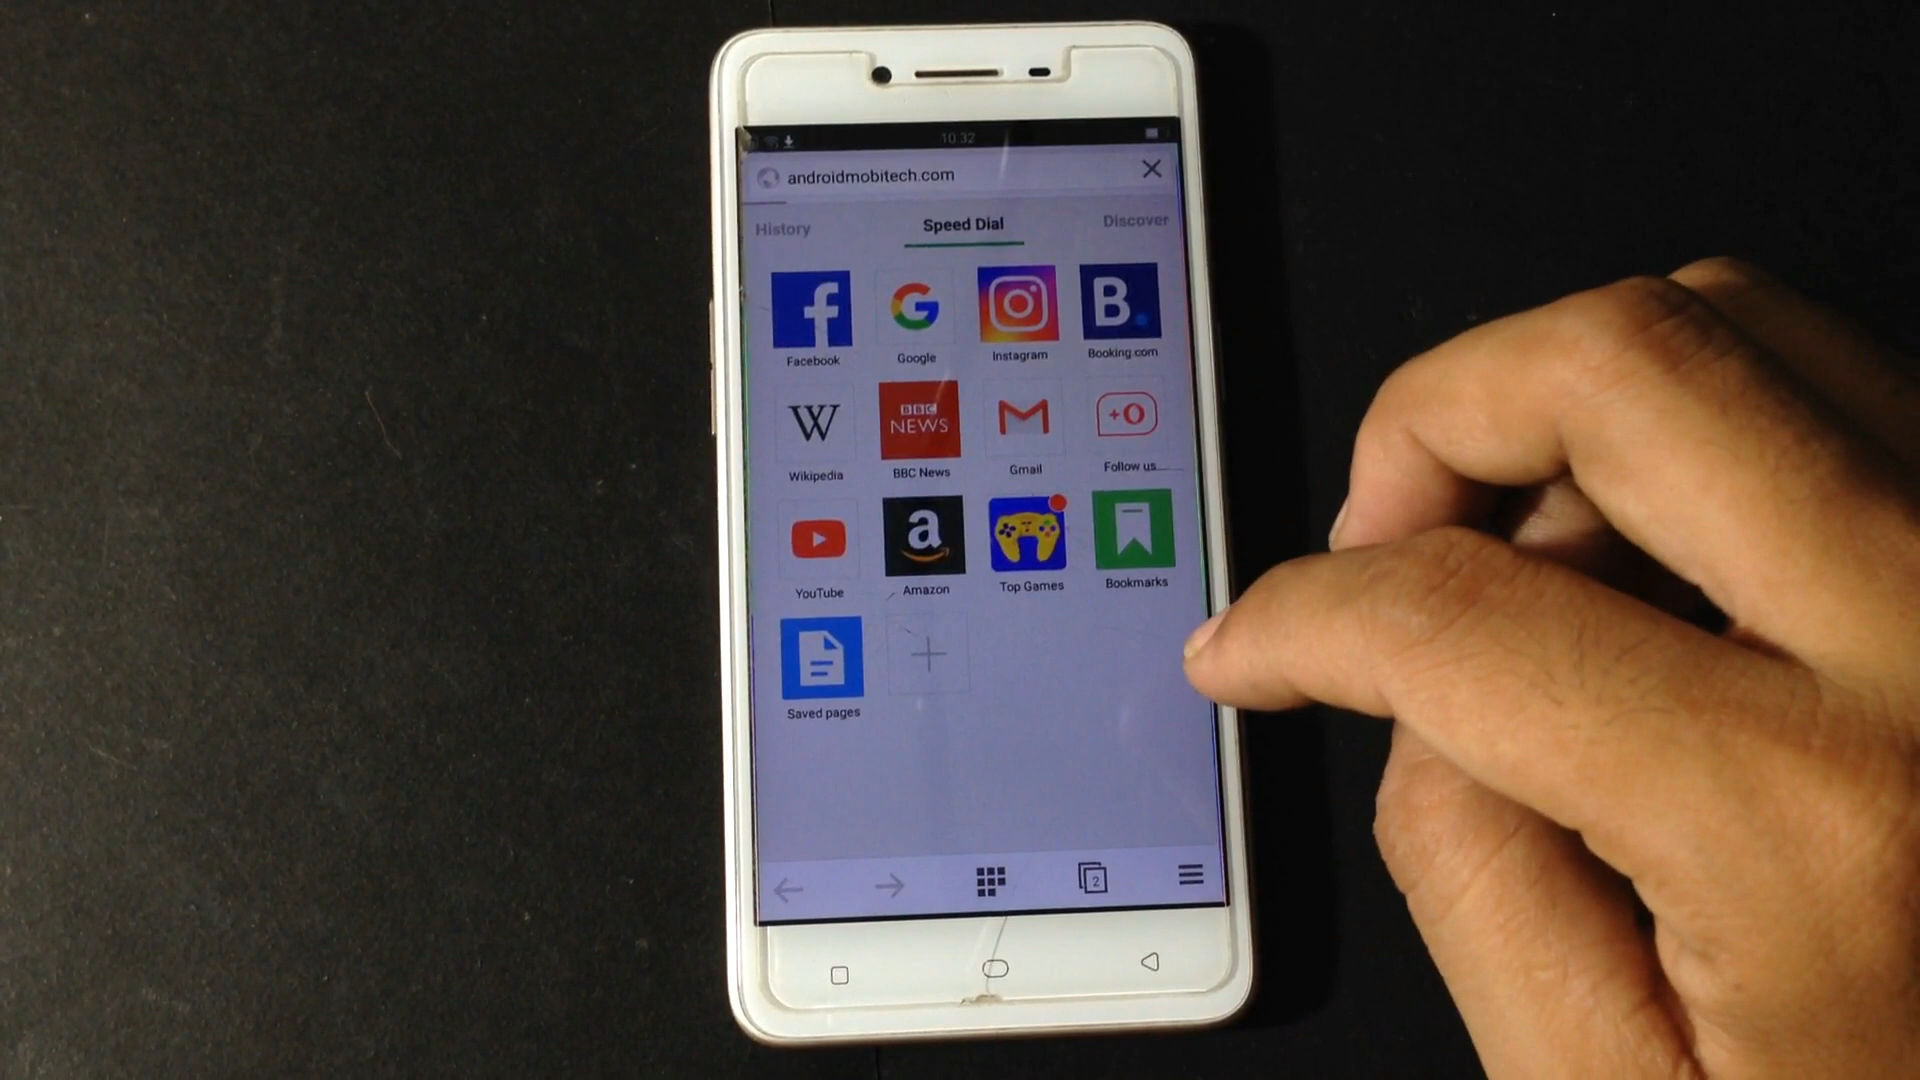 10:32
androidmobitech.com
History Speed Dial Discover
f G B.
Facebook Google Instagram Booking.com
W BBC NEWS M +O
Wikipedia BBC News Gmail Follow us...
a
YouTube Amazon Top Games Bookmarks
Saved pages
2